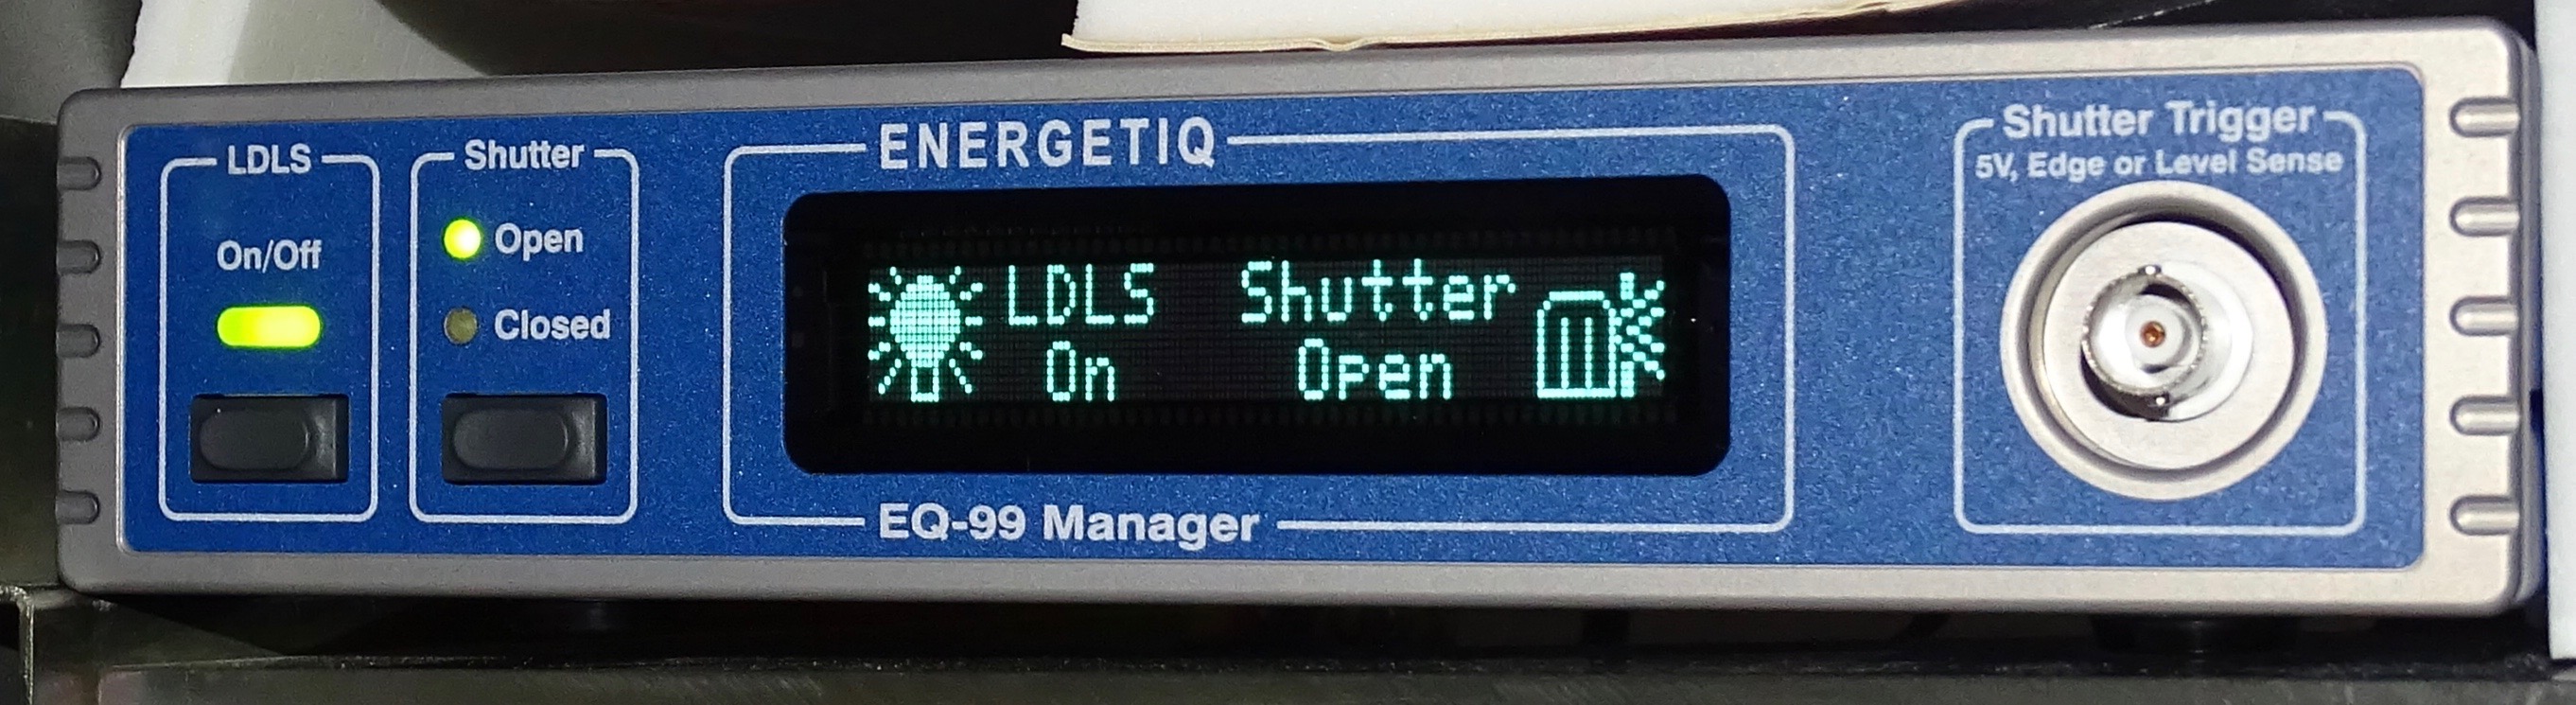 LDLS
On/Off
Shutter
Open
Closed
ENERGETIQ
LDLS Shutter
On Open
EQ-99 Manager
Shutter Trigger
5V, Edge or Level Sense